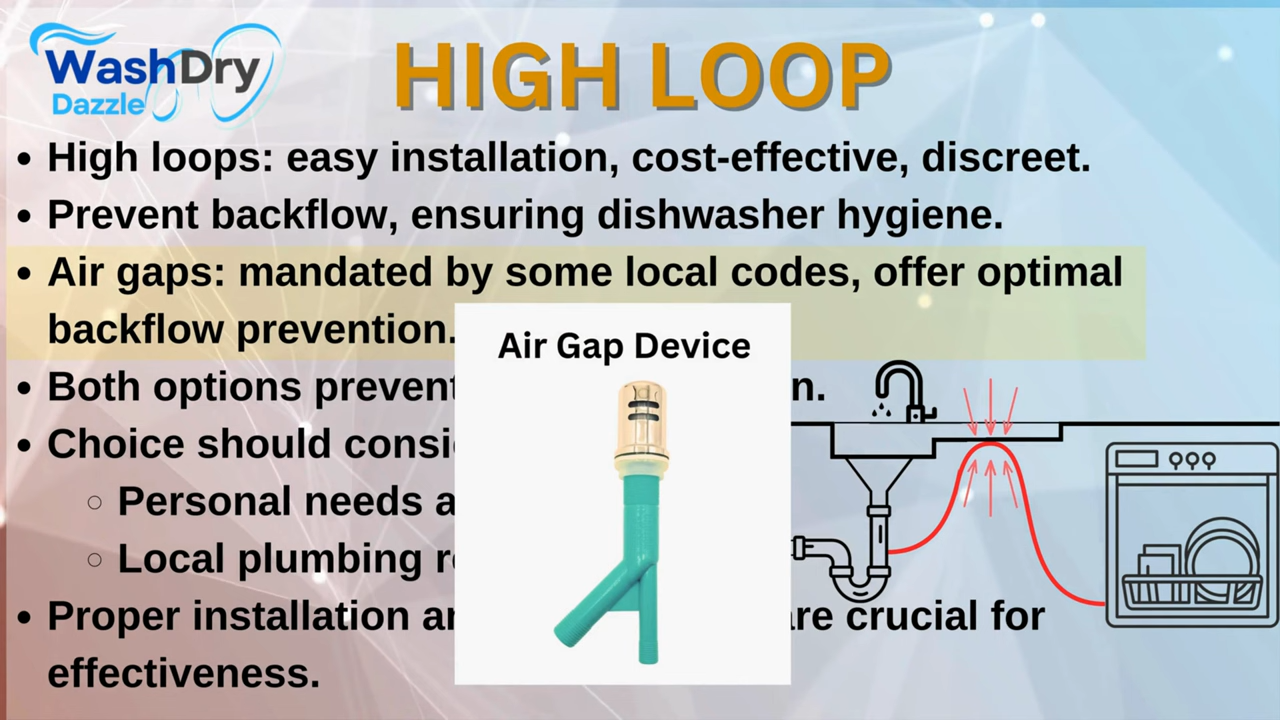 WashDry
Dazzle
HIGH LOOP
• High loops: easy installation, cost-effective, discreet.
• Prevent backflow, ensuring dishwasher hygiene.
• Air gaps: mandated by some local codes, offer optimal
backflow prevention.
• Both options prevent
n.
• Choice should consi
○ Personal needs a
○ Local plumbing r
• Proper installation a
re crucial for
effectiveness.
Air Gap Device